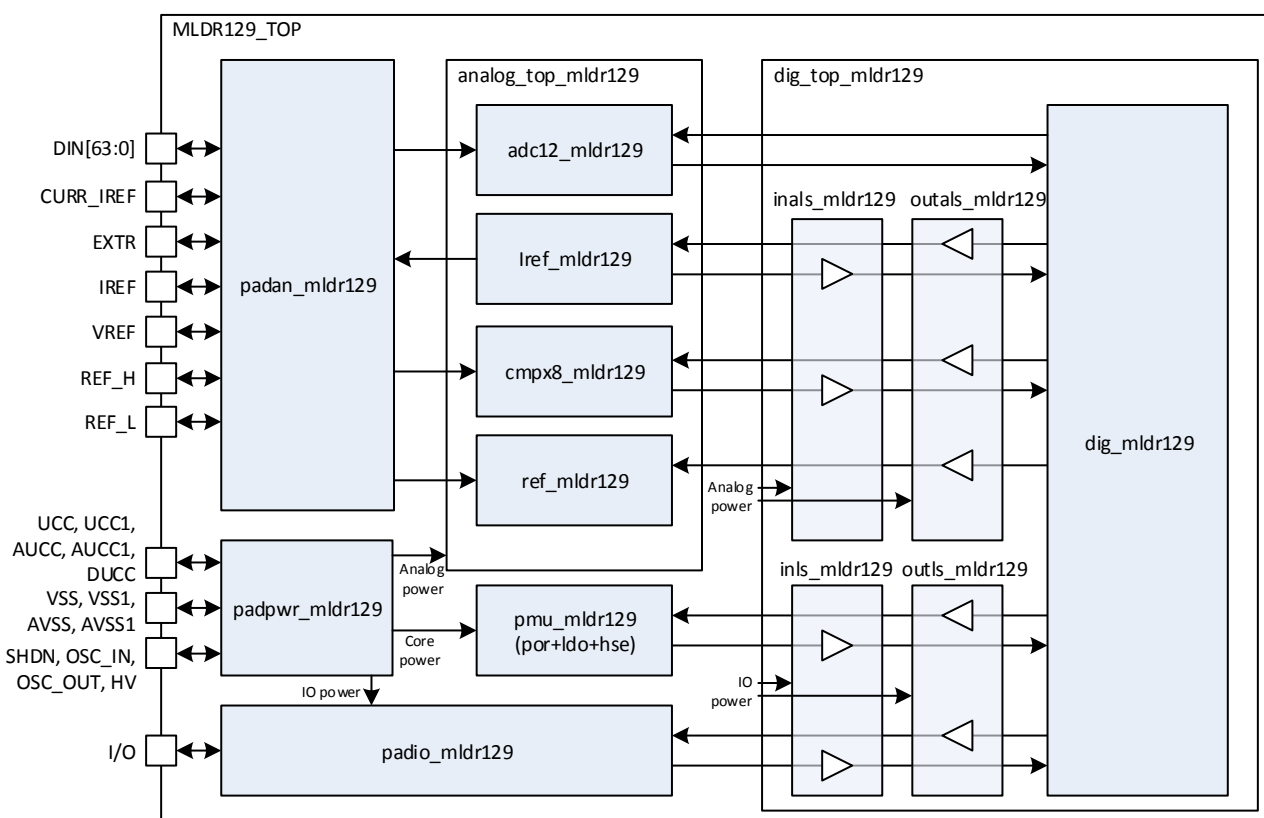 MLDR129_TOP
analog_top_mldr129
dig_top_mldr129
DIN[63:0]
CURR_IREF
EXTR
IREF
VREF
REF_H
REF_L
padan_mldr129
adc12_mldr129
Iref_mldr129
cmpx8_mldr129
ref_mldr129
inals_mldr129
outals_mldr129
dig_mldr129
Analog
power
UCC, UCC1,
AUCC, AUCC1,
DUCC
VSS, VSS1,
AVSS, AVSS1
SHDN, OSC_IN,
OSC_OUT, HV
padpwr_mldr129
Analog
power
Core
power
IO power
pmu_mldr129
(por+ldo+hse)
inls_mldr129
outls_mldr129
IO
power
I/O
padio_mldr129